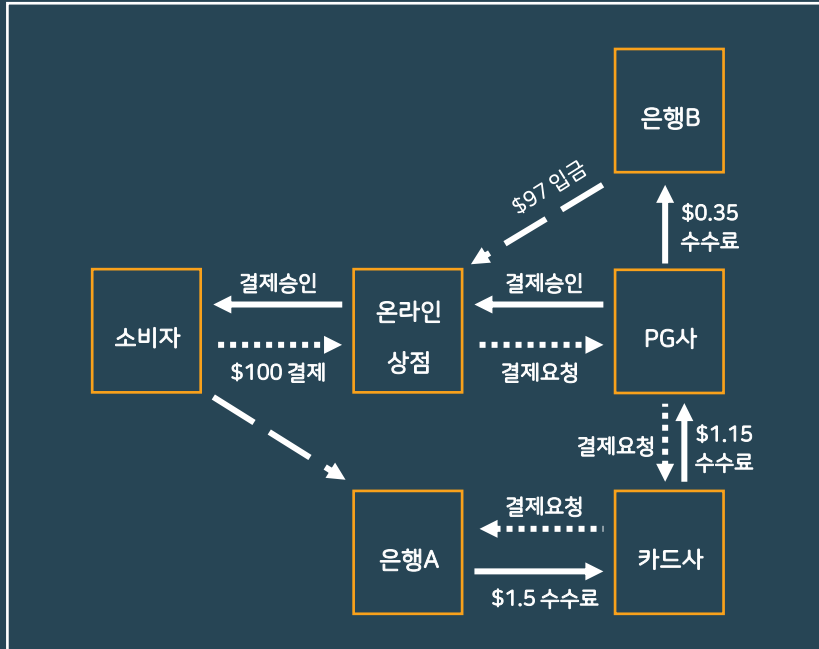 은행B
$97 입금
$0.35
수수료
결제승인
결제승인
소비자
온라인
상점
PG사
$100 결제
결제요청
결제요청
$1.15
수수료
결제요청
은행A
카드사
$1.5 수수료